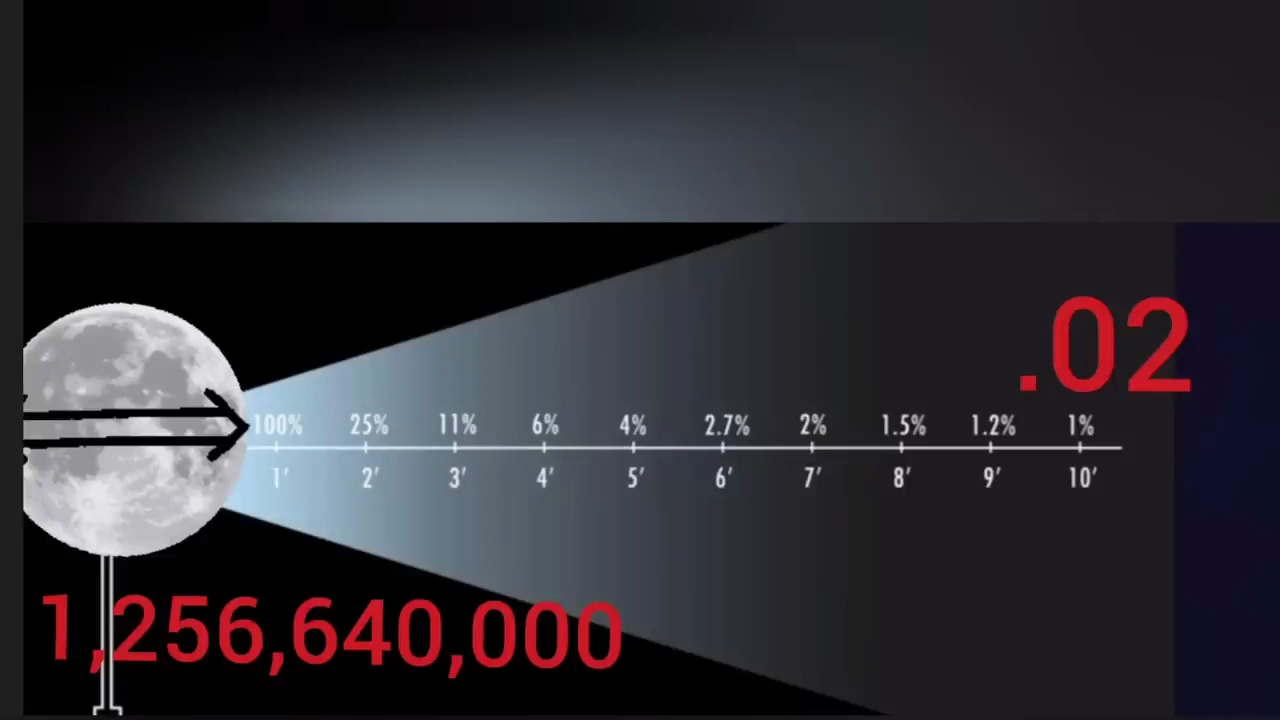 .02
100% 25% 11% 6% 4% 2.7% 2% 1.5% 1.2% 1%
1′ 2′ 3′ 4′ 5′ 6′ 7′ 8′ 9′ 10′
1,256,640,000